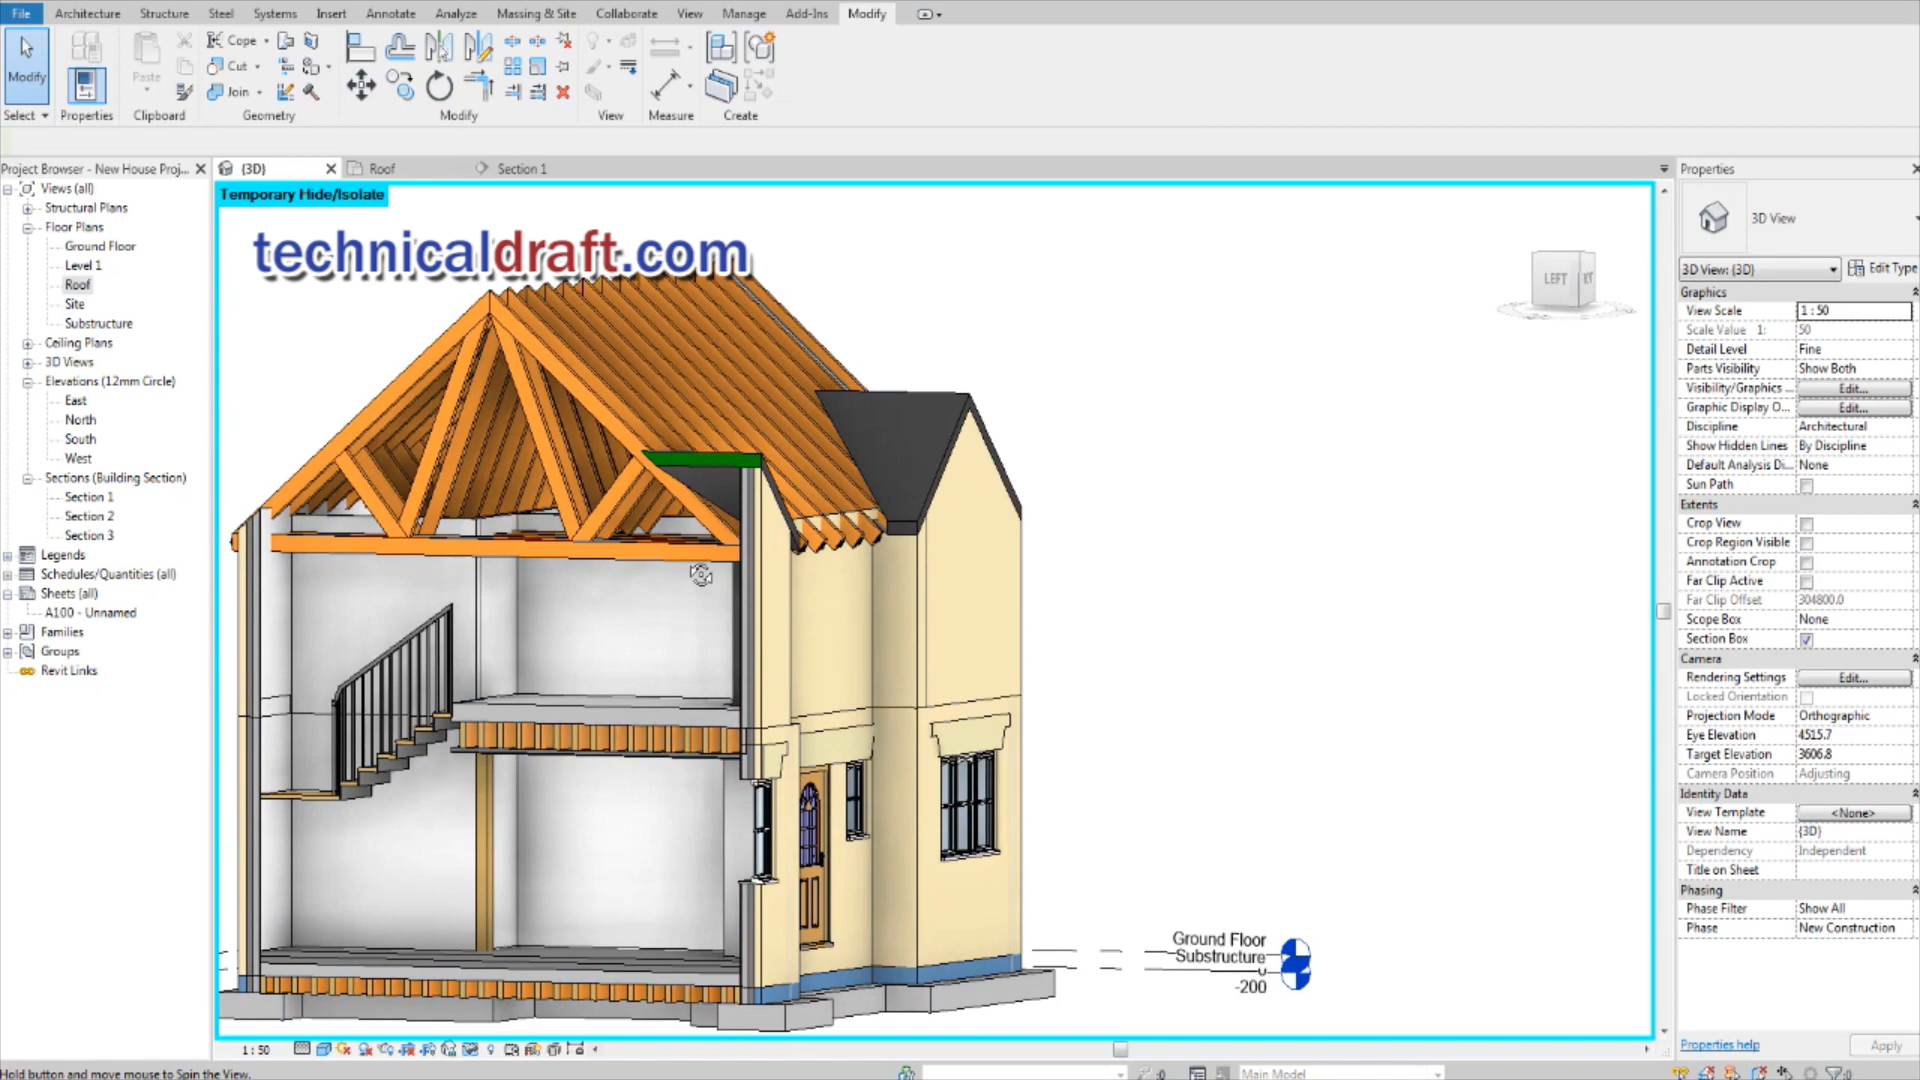 File Architecture Structure Steel Systems Insert Annotate Analyze Massing & Site Collaborate View Manage Add-Ins Modify
Modify
Paste
Cope
Cut
Join
Select Properties Clipboard Geometry Modify View Measure Create
Project Browser - New House Proj...
{3D} Roof Section 1
Properties
Views (all)
Structural Plans
Floor Plans
Ground Floor
Level 1
Roof
Site
Substructure
Ceiling Plans
3D Views
Elevations (12mm Circle)
East
North
South
West
Sections (Building Section)
Section 1
Section 2
Section 3
Legends
Schedules/Quantities (all)
Sheets (all)
A100 - Unnamed
Families
Groups
Revit Links
Temporary Hide/Isolate
technicaldraft.com
LEFT
Ground Floor
Substructure
0
-200
3D View
3D View: {3D} Edit Type
Graphics
View Scale 1 : 50
Scale Value 1: 50
Detail Level Fine
Parts Visibility Show Both
Visibility/Graphics ... Edit...
Graphic Display O... Edit...
Discipline Architectural
Show Hidden Lines By Discipline
Default Analysis Di... None
Sun Path
Extents
Crop View
Crop Region Visible
Annotation Crop
Far Clip Active
Far Clip Offset 304800.0
Scope Box None
Section Box
Camera
Rendering Settings Edit...
Locked Orientation
Projection Mode Orthographic
Eye Elevation 4515.7
Target Elevation 3606.8
Camera Position Adjusting
Identity Data
View Template <None>
View Name {3D}
Dependency Independent
Title on Sheet
Phasing
Phase Filter Show All
Phase New Construction
Properties help Apply
1 : 50
Hold button and move mouse to Spin the View.
:0
Main Model
:0